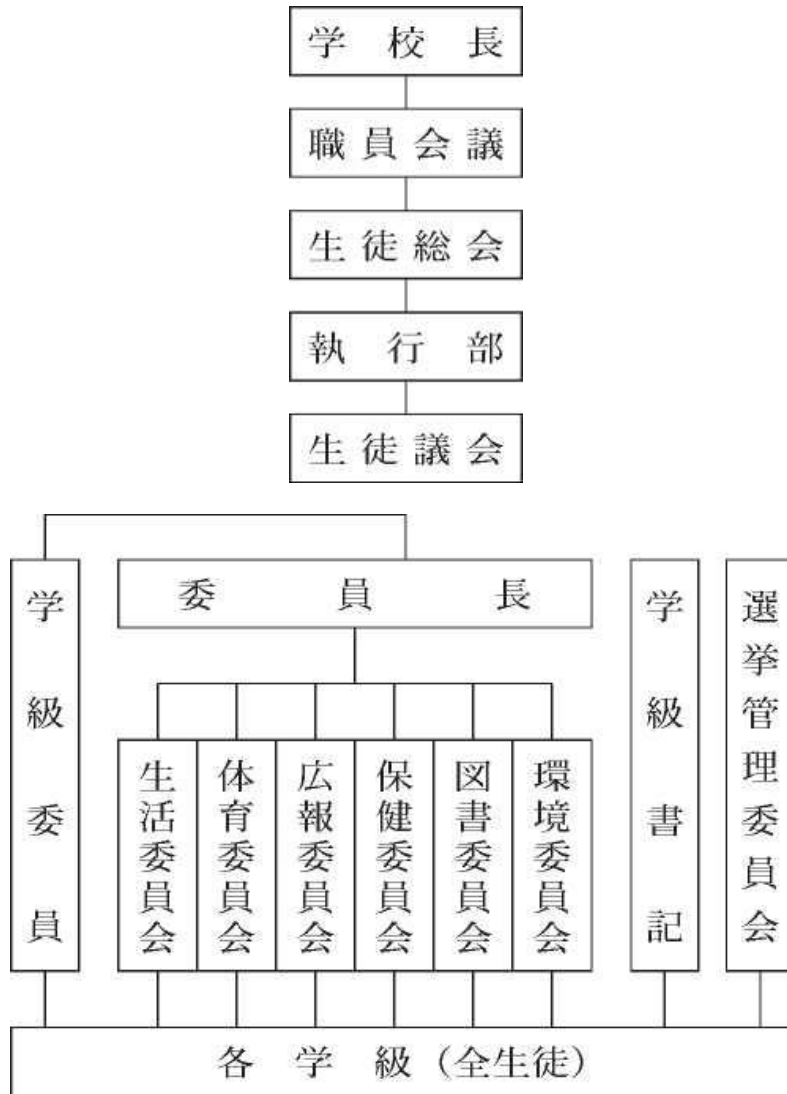 学校長
職員会議
生徒総会
執行部
生徒議会
学級委員
委員長
生活委員会
体育委員会
広報委員会
保健委員会
図書委員会
環境委員会
学級書記
選挙管理委員会
各学級(全生徒)